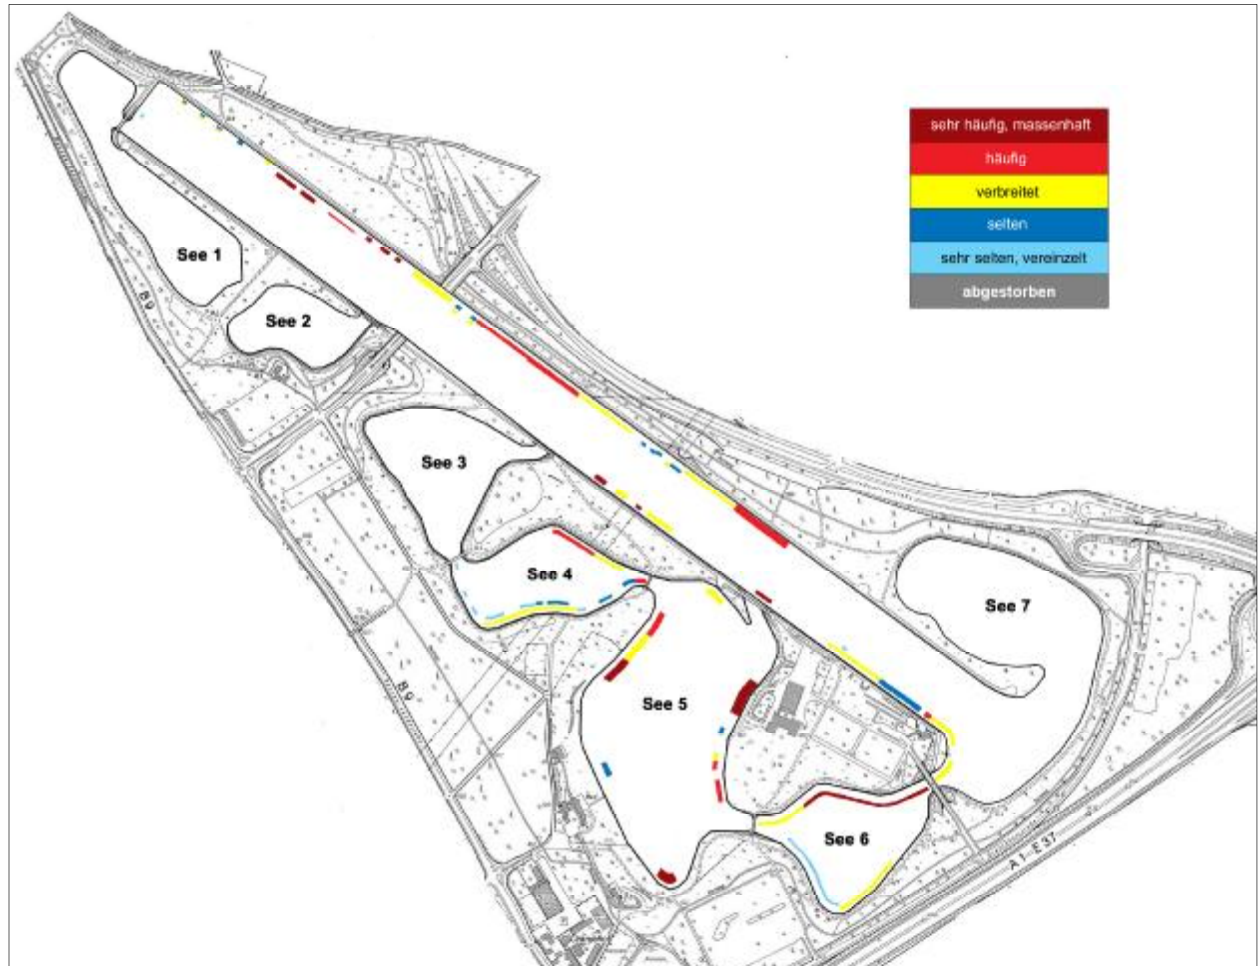 sehr häufig, massenhaft
häufig
verbreitet
selten
sehr selten, vereinzelt
abgestorben
See 1
B 9
See 2
See 3
See 4
See 7
B 9
See 5
See 6
A 1 - E 37